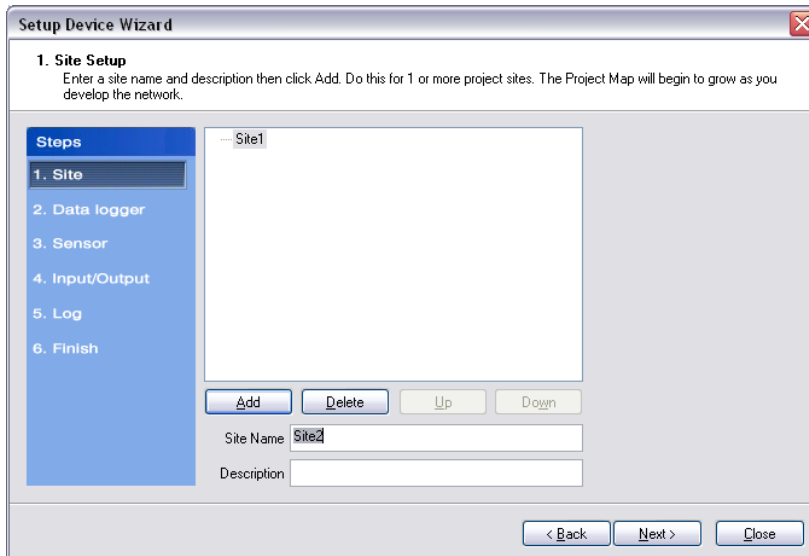 Setup Device Wizard
1. Site Setup
Enter a site name and description then click Add. Do this for 1 or more project sites. The Project Map will begin to grow as you
develop the network.
Steps
1. Site
2. Data logger
3. Sensor
4. Input/Output
5. Log
6. Finish
Site1
Add Delete Up Down
Site Name Site2
Description
< Back Next > Close